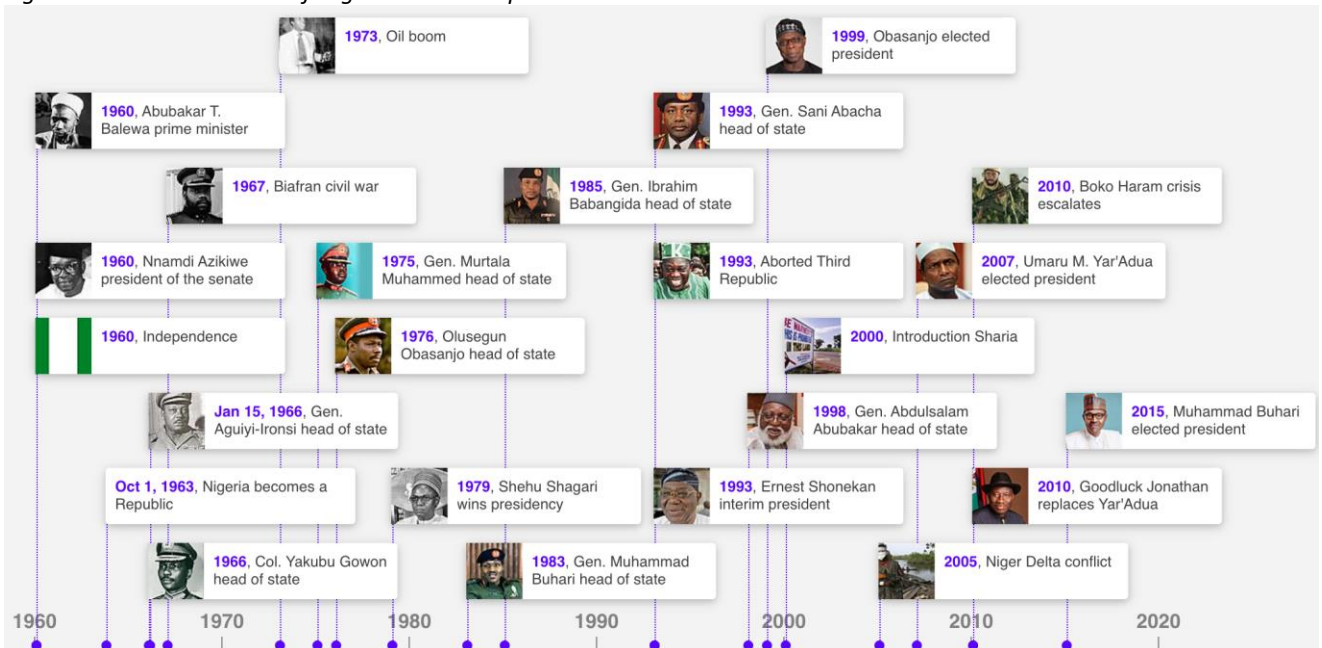 1973, Oil boom
1999, Obasanjo elected
president
1960, Abubakar T.
Balewa prime minister
1993, Gen. Sani Abacha
head of state
1967, Biafran civil war
1985, Gen. Ibrahim
Babangida head of state
2010, Boko Haram crisis
escalates
1960, Nnamdi Azikiwe
president of the senate
1975, Gen. Murtala
Muhammed head of state
1993, Aborted Third
Republic
2007, Umaru M. Yar'Adua
elected president
1960, Independence
1976, Olusegun
Obasanjo head of state
2000, Introduction Sharia
Jan 15, 1966, Gen.
Aguiyi-Ironsi head of state
1998, Gen. Abdulsalam
Abubakar head of state
2015, Muhammad Buhari
elected president
Oct 1, 1963, Nigeria becomes a
Republic
1979, Shehu Shagari
wins presidency
1993, Ernest Shonekan
interim president
2010, Goodluck Jonathan
replaces Yar'Adua
1966, Col. Yakubu Gowon
head of state
1983, Gen. Muhammad
Buhari head of state
2005, Niger Delta conflict
1960 1970 1980 1990 2000 2010 2020